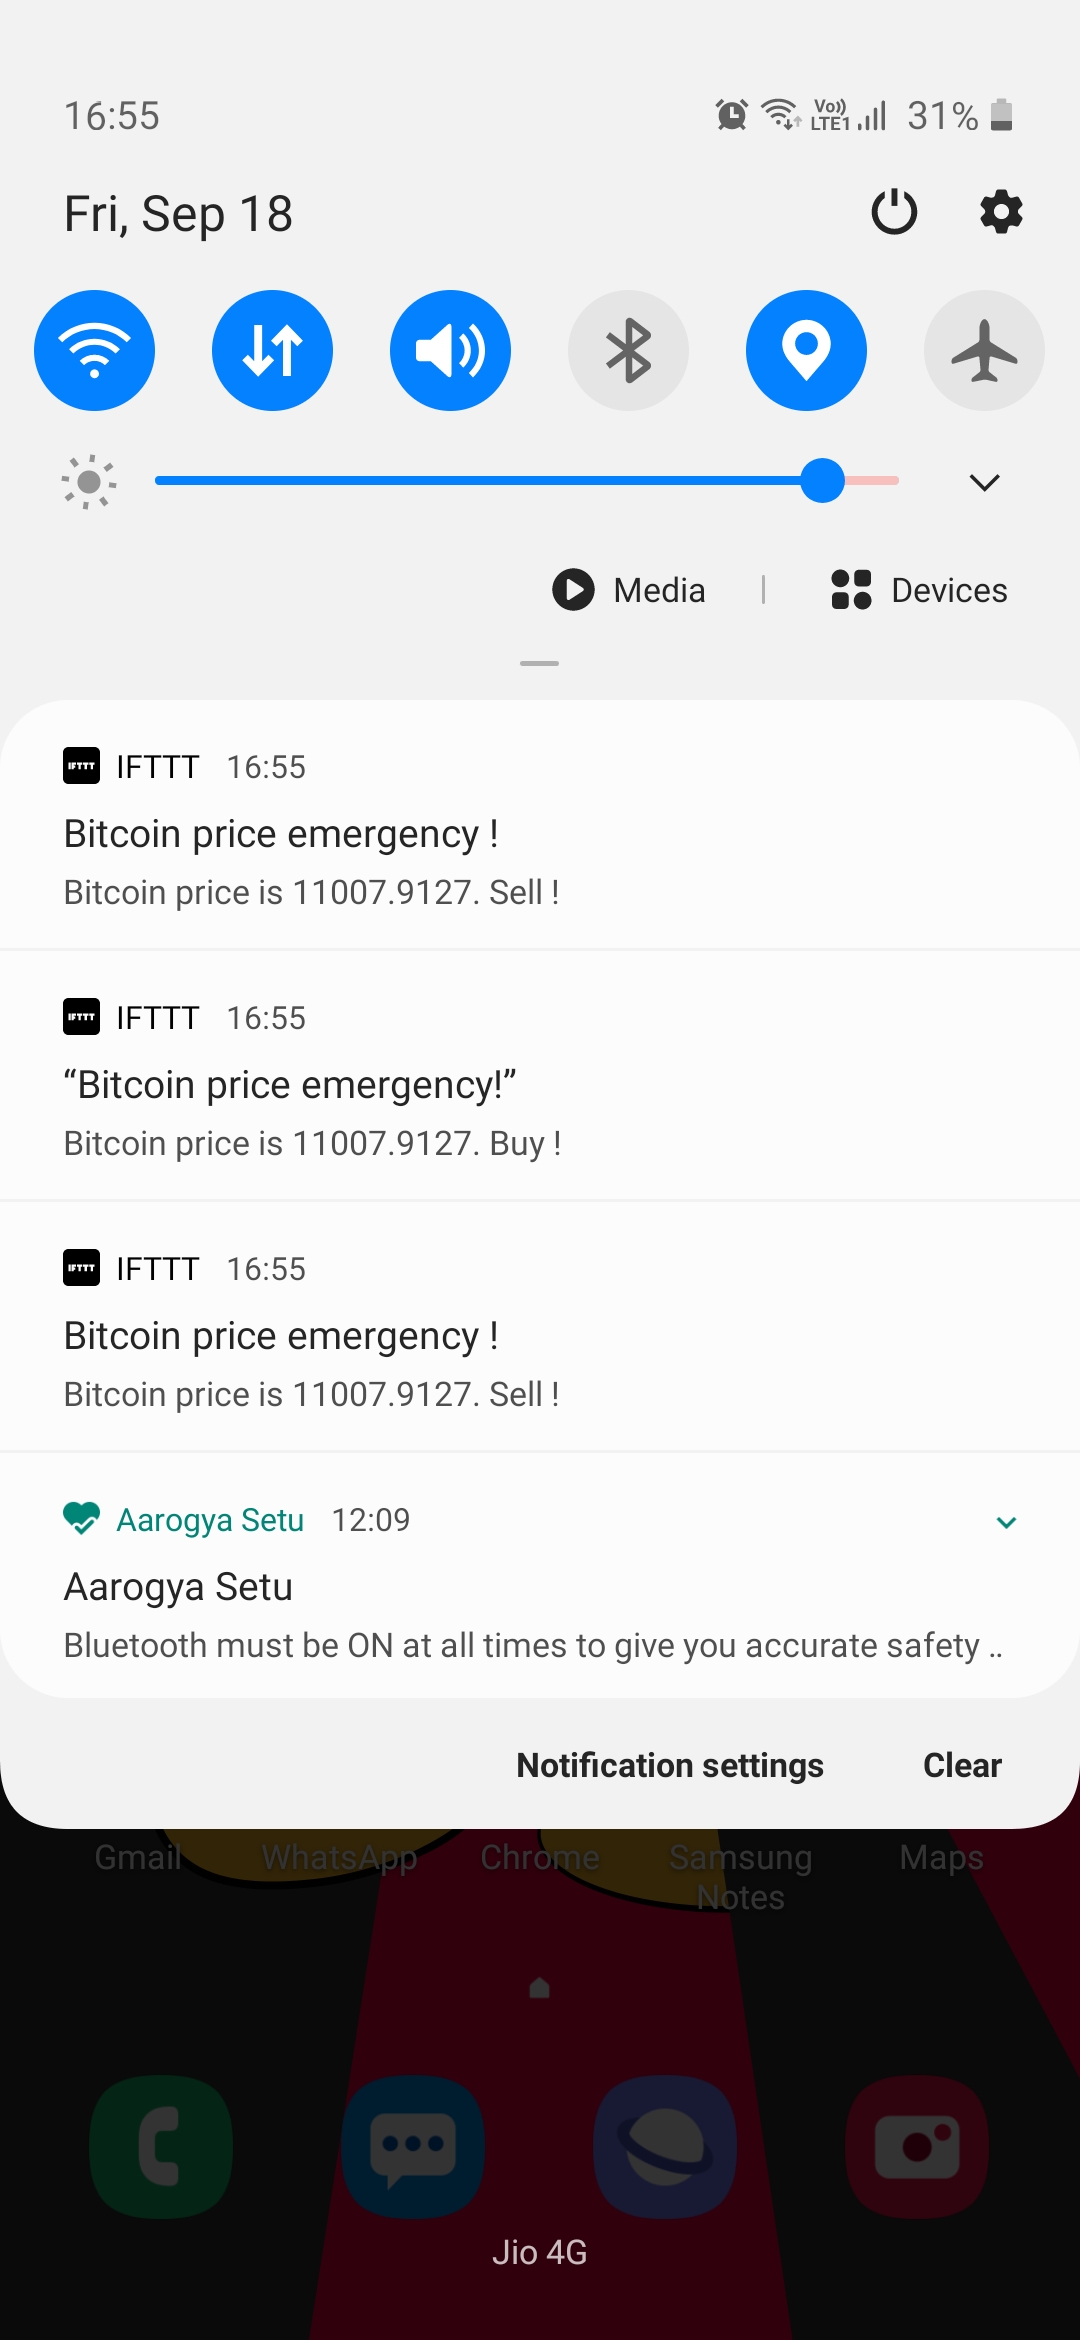 16:55
Vo)) LTE1 31%
Fri, Sep 18
Media | Devices
IFTTT IFTTT 16:55
Bitcoin price emergency !
Bitcoin price is 11007.9127. Sell !
IFTTT IFTTT 16:55
“Bitcoin price emergency!”
Bitcoin price is 11007.9127. Buy !
IFTTT IFTTT 16:55
Bitcoin price emergency !
Bitcoin price is 11007.9127. Sell !
Aarogya Setu 12:09
Aarogya Setu
Bluetooth must be ON at all times to give you accurate safety ..
Notification settings Clear
Gmail WhatsApp Chrome Samsung Notes Maps
Jio 4G